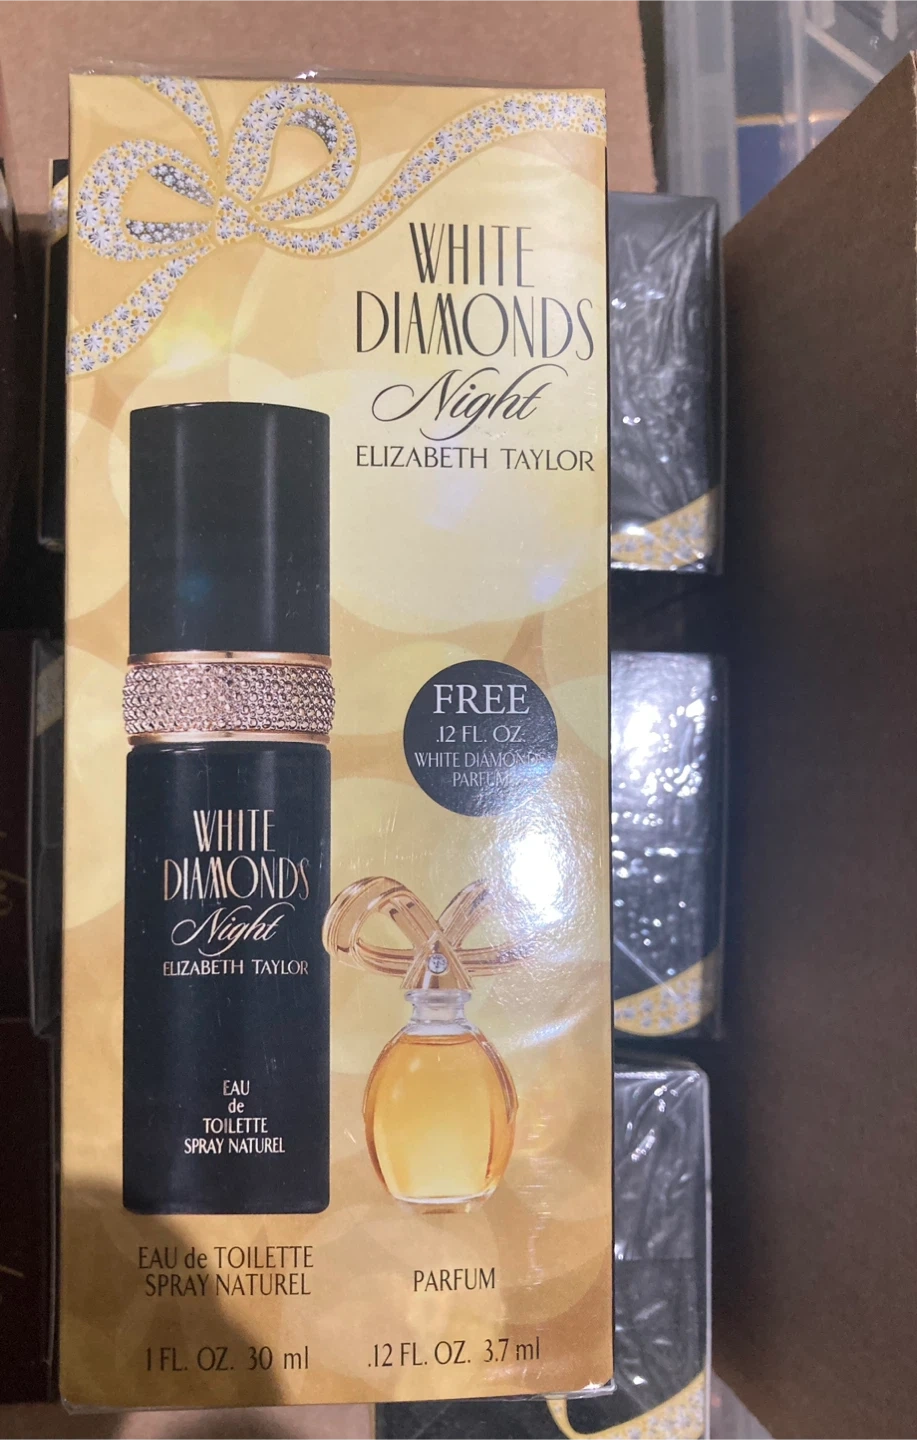 WHITE
DIAMONDS
Night
ELIZABETH TAYLOR
FREE
.12 FL. OZ.
WHITE DIAMONDS
PARFUM
WHITE
DIAMONDS
Night
ELIZABETH TAYLOR
EAU
de
TOILETTE
SPRAY NATUREL
EAU de TOILETTE
SPRAY NATUREL
PARFUM
1 FL. OZ. 30 ml
.12 FL. OZ. 3.7 ml